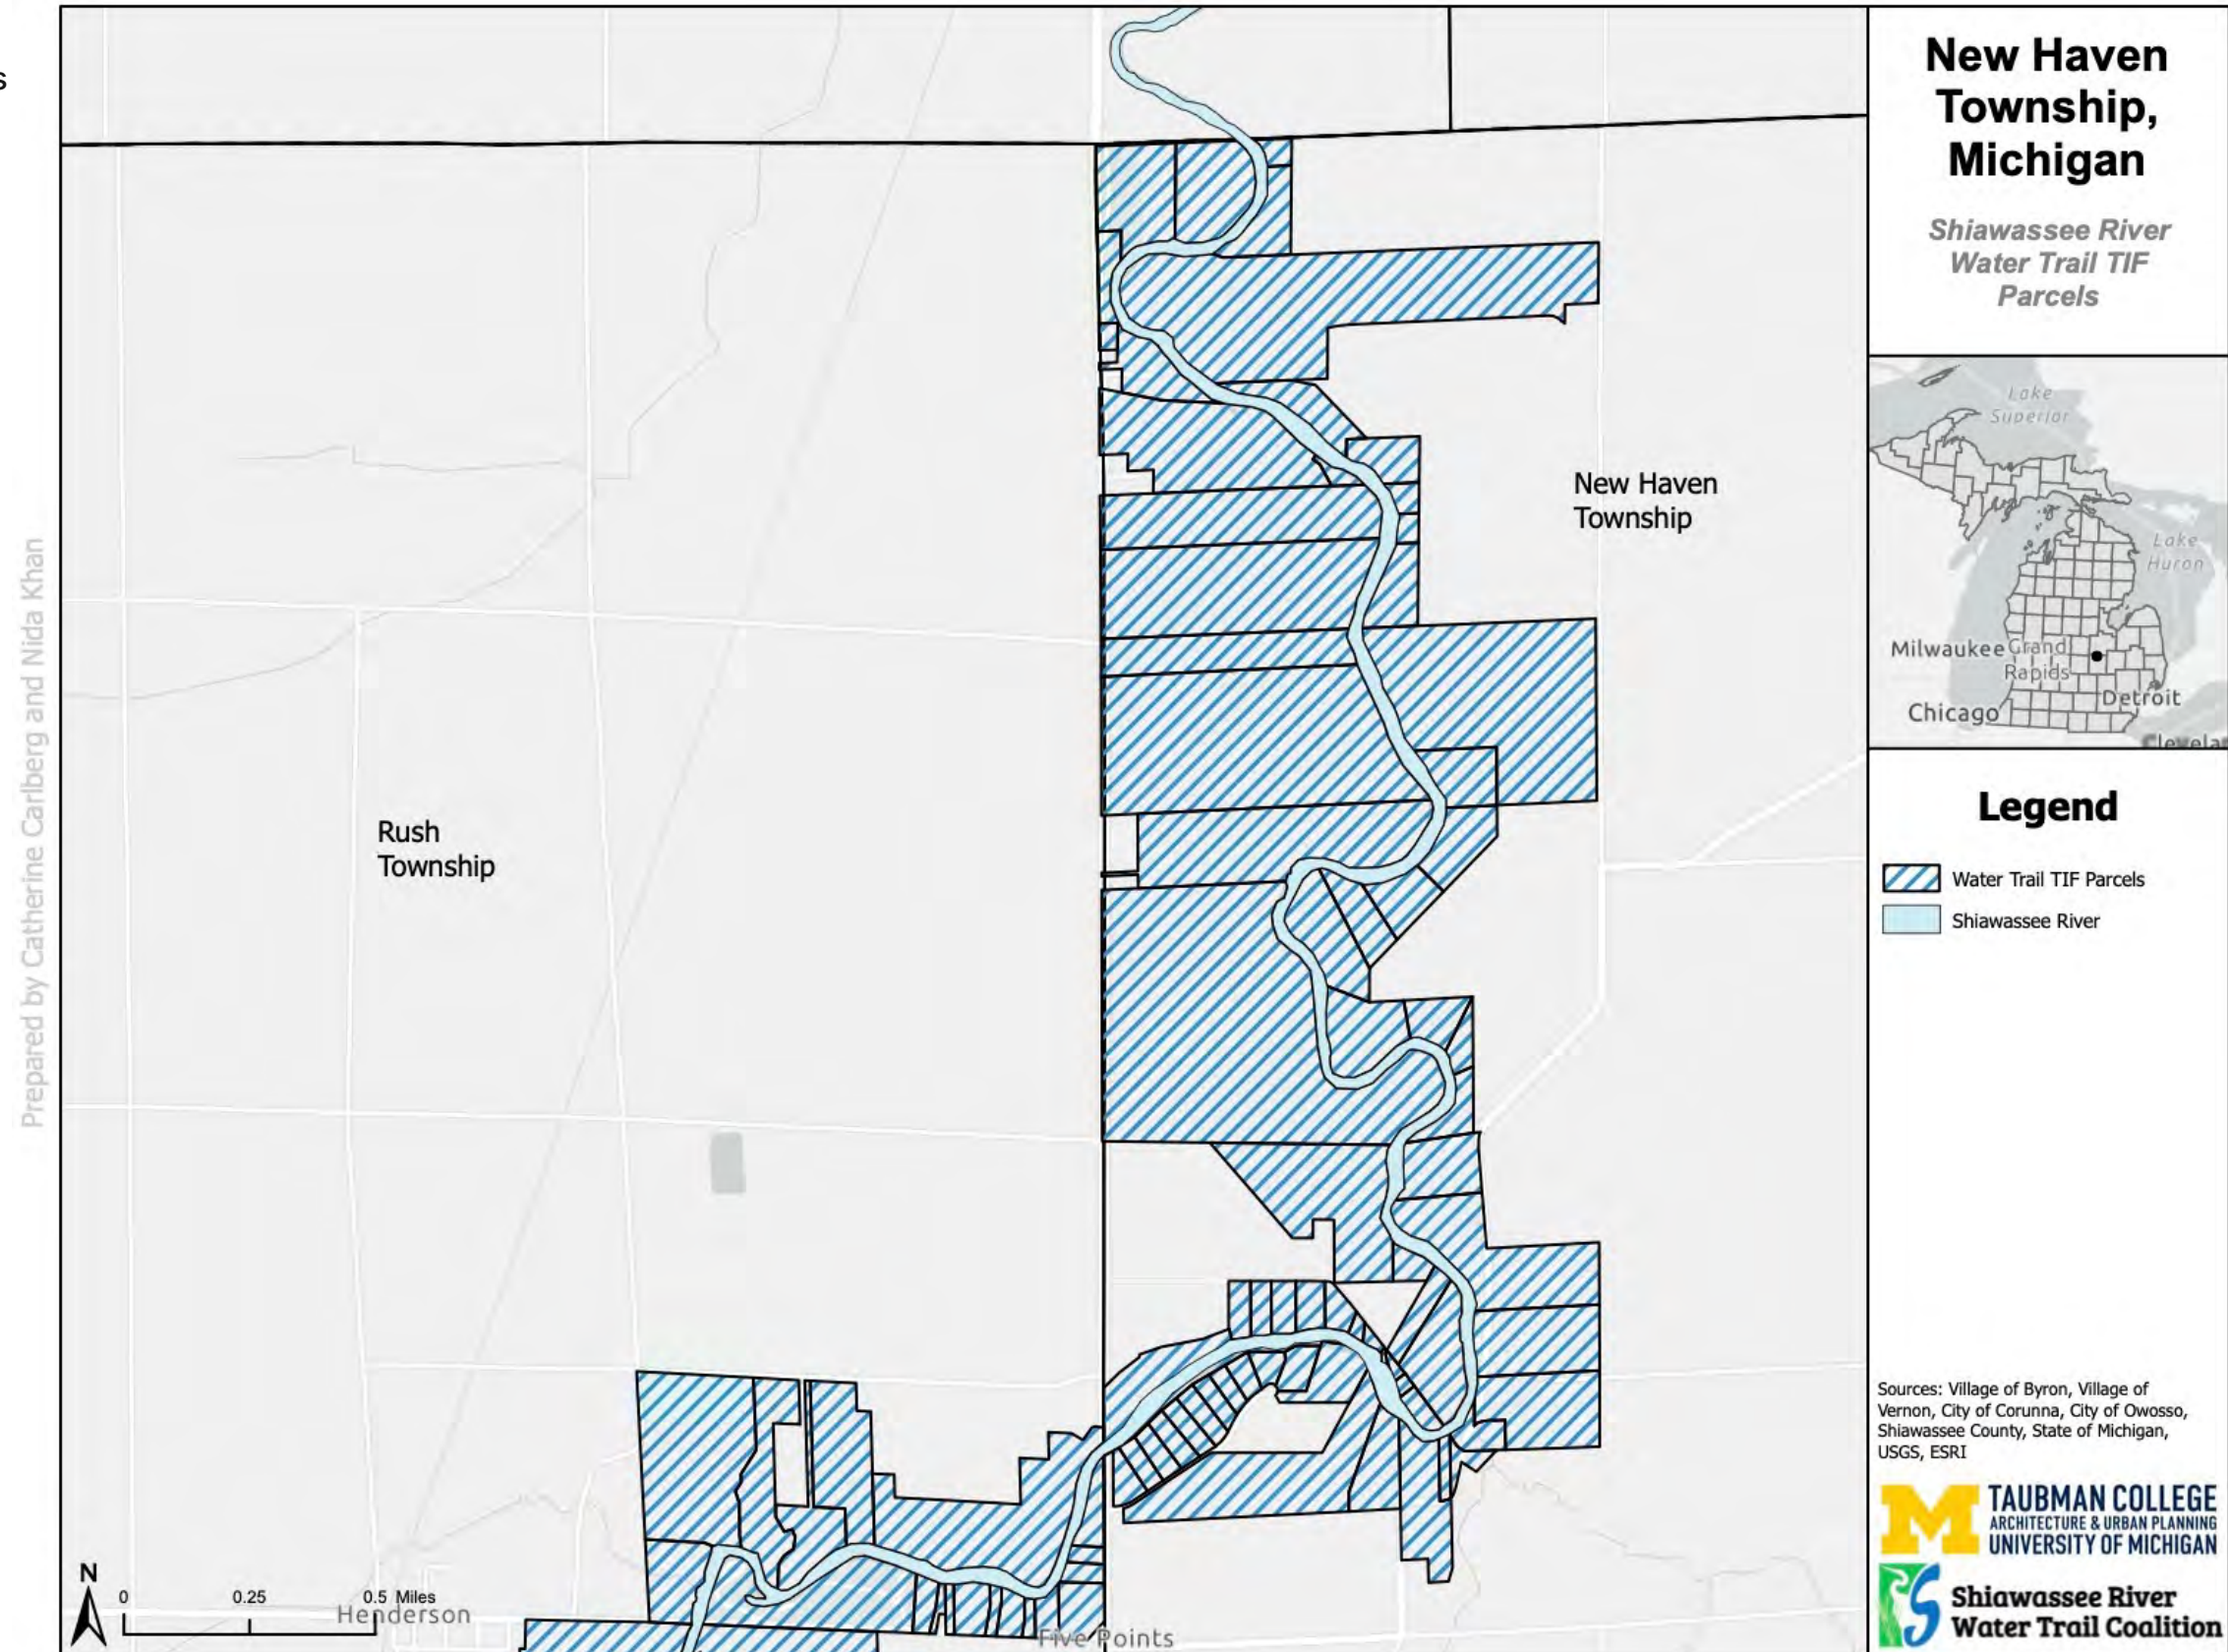 s
Prepared by Catherine Carlberg and Nida Khan
New Haven
Township,
Michigan
Shiawassee River
Water Trail TIF
Parcels
Lake
Superior
Lake
Huron
Milwaukee
Grand
Rapids
Detroit
Chicago
Clevela
New Haven
Township
Rush
Township
Legend
Water Trail TIF Parcels
Shiawassee River
Sources: Village of Byron, Village of
Vernon, City of Corunna, City of Owosso,
Shiawassee County, State of Michigan,
USGS, ESRI
M TAUBMAN COLLEGE
ARCHITECTURE & URBAN PLANNING
UNIVERSITY OF MICHIGAN
Shiawassee River
Water Trail Coalition
N
0 0.25 0.5 Miles
Henderson
Five Points